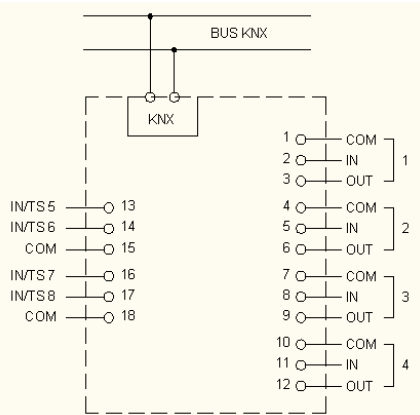 BUS KNX
KNX
1 COM
2 IN 1
3 OUT
IN/TS5 13 4 COM
IN/TS6 14 5 IN 2
COM 15 6 OUT
IN/TS7 16 7 COM
IN/TS8 17 8 IN 3
COM 18 9 OUT
10 COM
11 IN 4
12 OUT